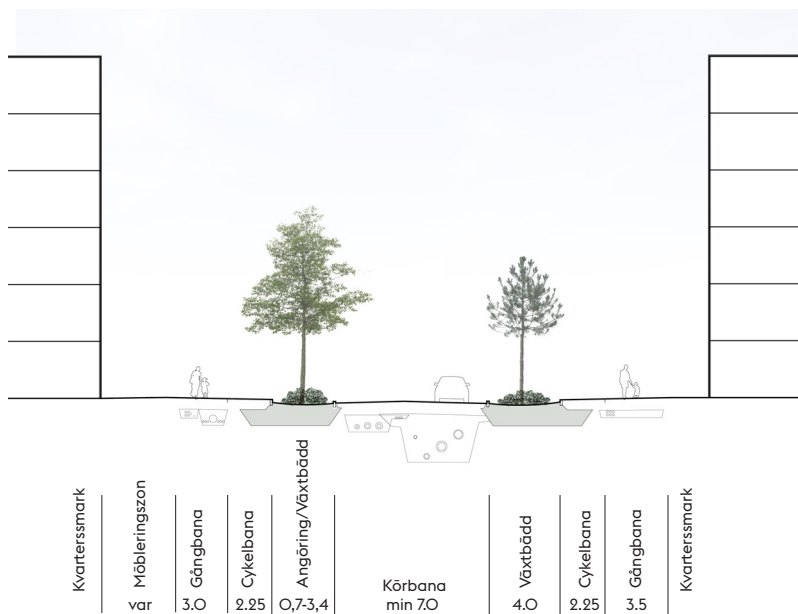 Kvarterssmark
Möbleringszon
var
Gångbana
3.0
Cykelbana
2.25
Angöring/Växtbädd
0,7-3,4
Körbana
min 7.0
Växtbädd
4.0
Cykelbana
2.25
Gångbana
3.5
Kvarterssmark